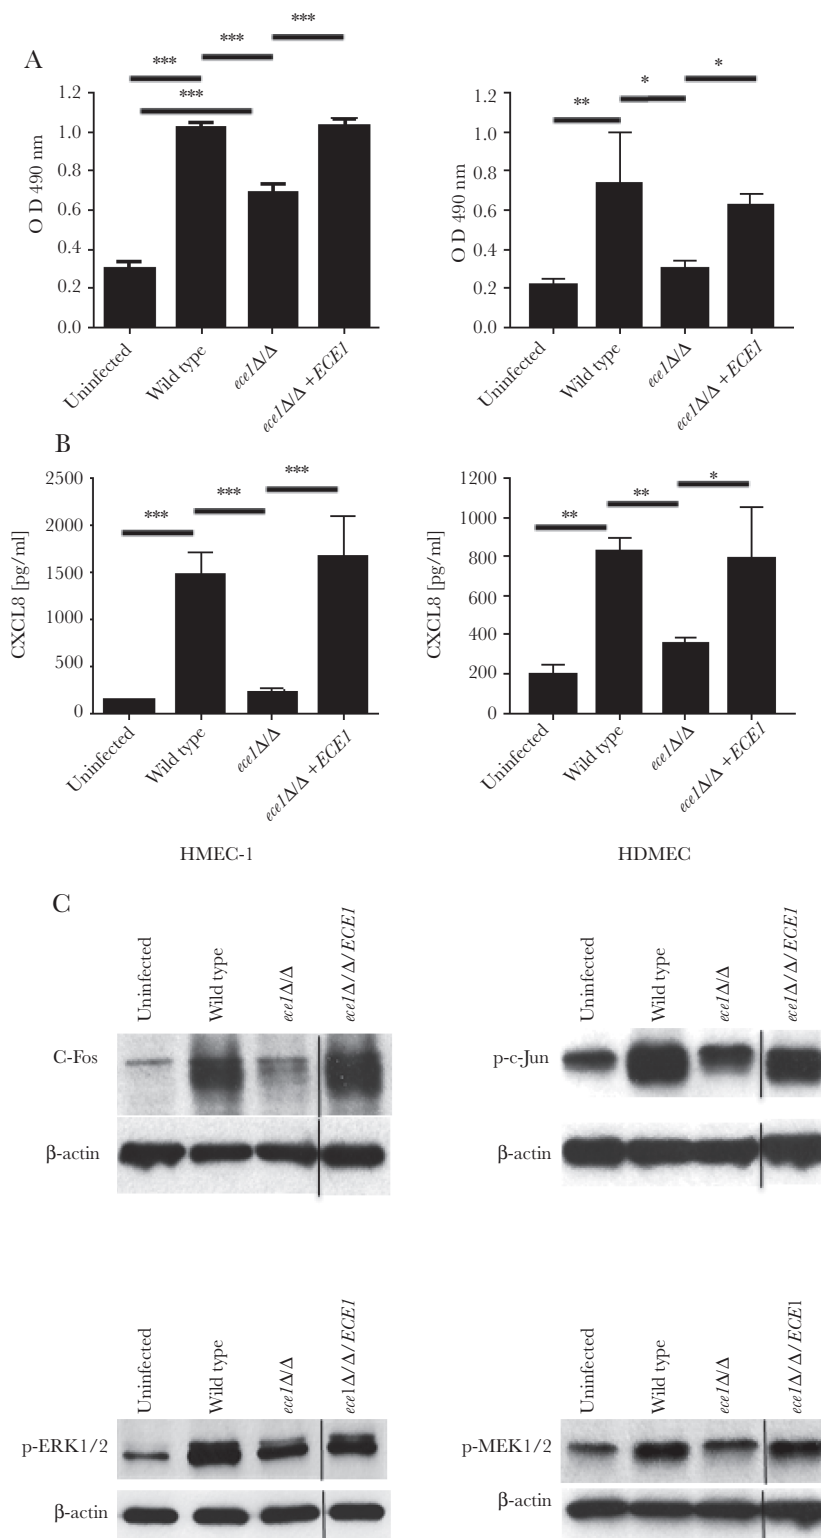 A
*** *** ***
*** ***
O D 490 nm
1.2
1.0
0.8
0.6
0.4
0.2
0.0
Uninfected
Wild type
ece1Δ/Δ
ece1Δ/Δ +ECE1
** * *
O D 490 nm
1.2
1.0
0.8
0.6
0.4
0.2
0.0
Uninfected
Wild type
ece1Δ/Δ
ece1Δ/Δ +ECE1
B
*** *** ***
CXCL8 [pg/ml]
2500
2000
1500
1000
500
0
Uninfected
Wild type
ece1Δ/Δ
ece1Δ/Δ +ECE1
HMEC-1
** ** *
CXCL8 [pg/ml]
1200
1000
800
600
400
200
0
Uninfected
Wild type
ece1Δ/Δ
ece1Δ/Δ +ECE1
HDMEC
C
Uninfected
Wild type
ece1Δ/Δ
ece1Δ/Δ/ECE1
C-Fos
β-actin
Uninfected
Wild type
ece1Δ/Δ
ece1Δ/Δ/ECE1
p-c-Jun
β-actin
Uninfected
Wild type
ece1Δ/Δ
ece1Δ/Δ/ECE1
p-ERK1/2
β-actin
Uninfected
Wild type
ece1Δ/Δ
ece1Δ/Δ/ECE1
p-MEK1/2
β-actin